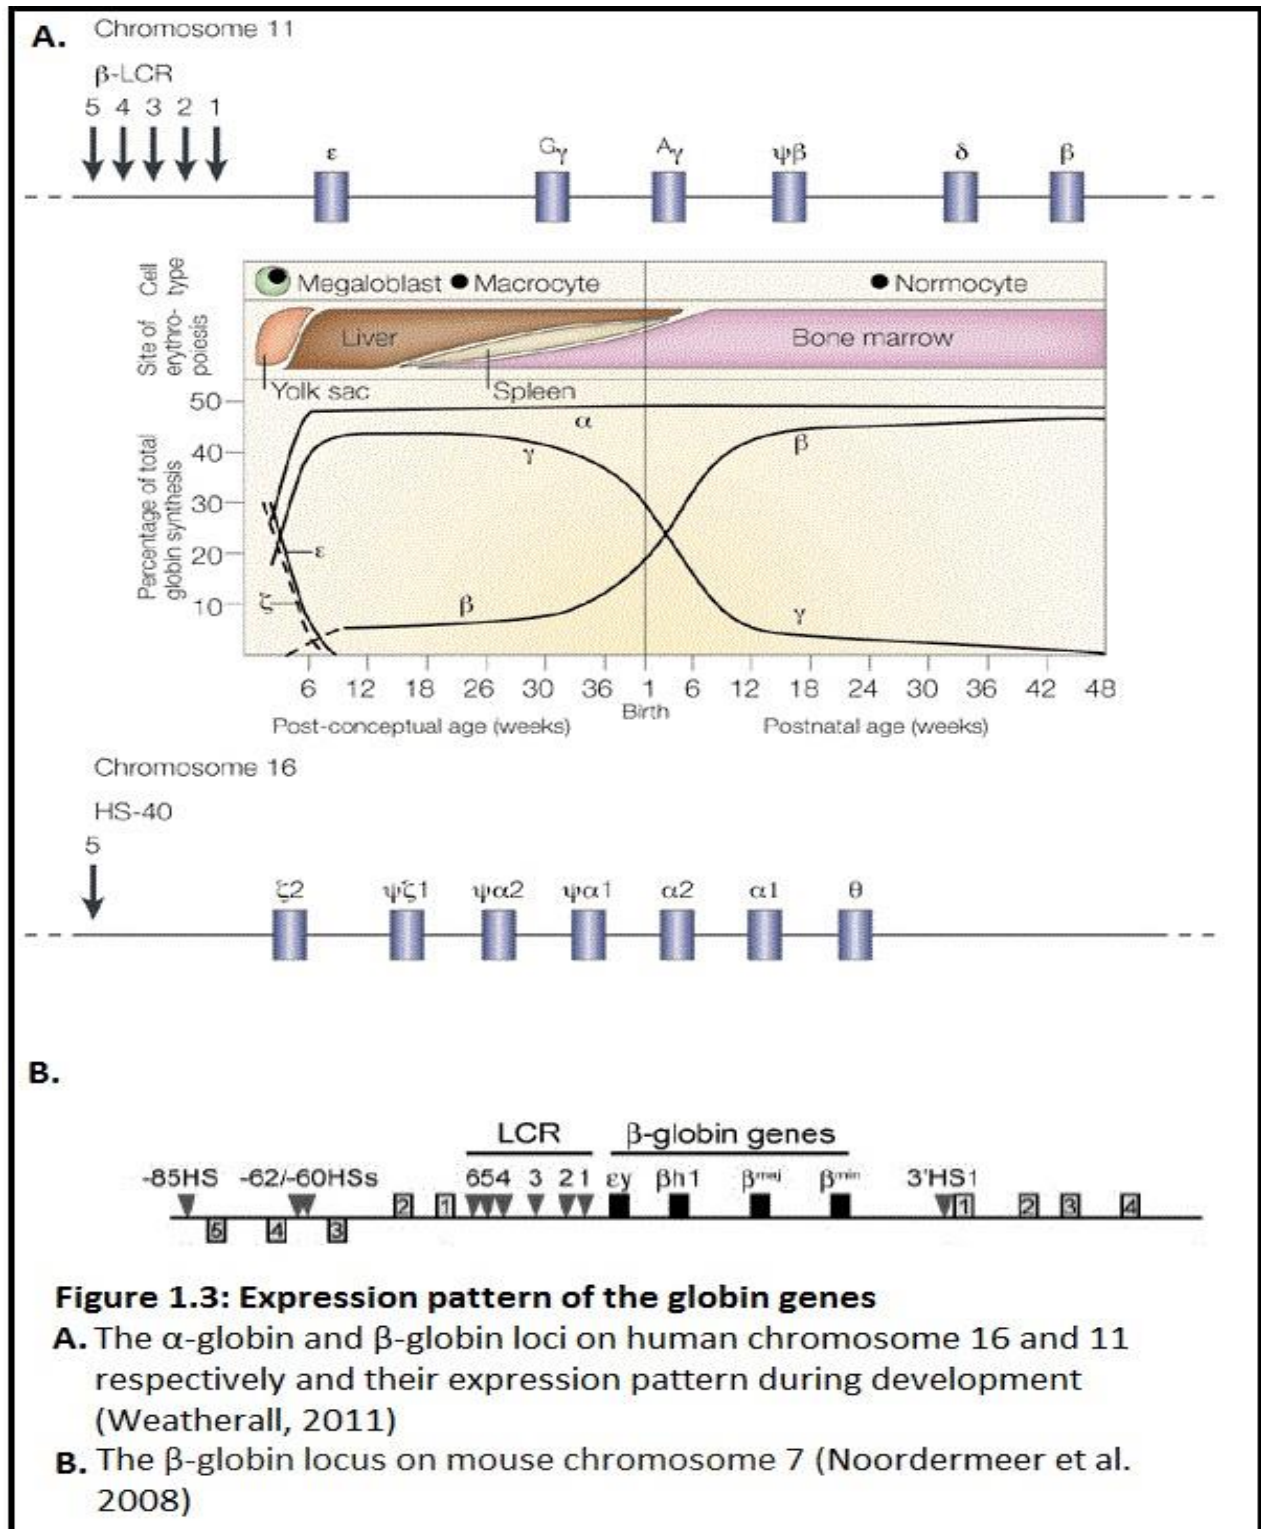 A. Chromosome 11
β-LCR
5 4 3 2 1
ε Gγ Aγ ψβ δ β
Cell type
Megaloblast Macrocyte Normocyte
Site of erythro-poiesis
Liver Bone marrow
Yolk sac Spleen
Percentage of total globin synthesis
50
40
30
20
10
α
γ β
ε
ζ β γ
6 12 18 26 30 36 1 6 12 18 24 30 36 42 48
Birth
Post-conceptual age (weeks) Postnatal age (weeks)
Chromosome 16
HS-40
5
ζ2 ψζ1 ψα2 ψα1 α2 α1 θ
B.
LCR β-globin genes
-85HS -62/-60HSs 654 3 21 εy βh1 βmaj βmin 3'HS1
2 1 1 2 3 4
5 4 3
Figure 1.3: Expression pattern of the globin genes
A. The α-globin and β-globin loci on human chromosome 16 and 11
respectively and their expression pattern during development
(Weatherall, 2011)
B. The β-globin locus on mouse chromosome 7 (Noordermeer et al.
2008)